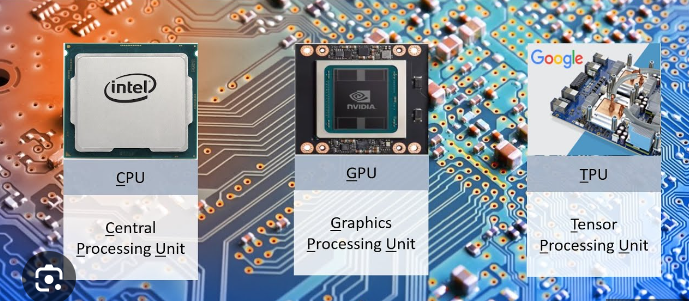 intel
CPU
Central
Processing Unit
NVIDIA
GPU
Graphics
Processing Unit
Google
TPU
Tensor
Processing Unit